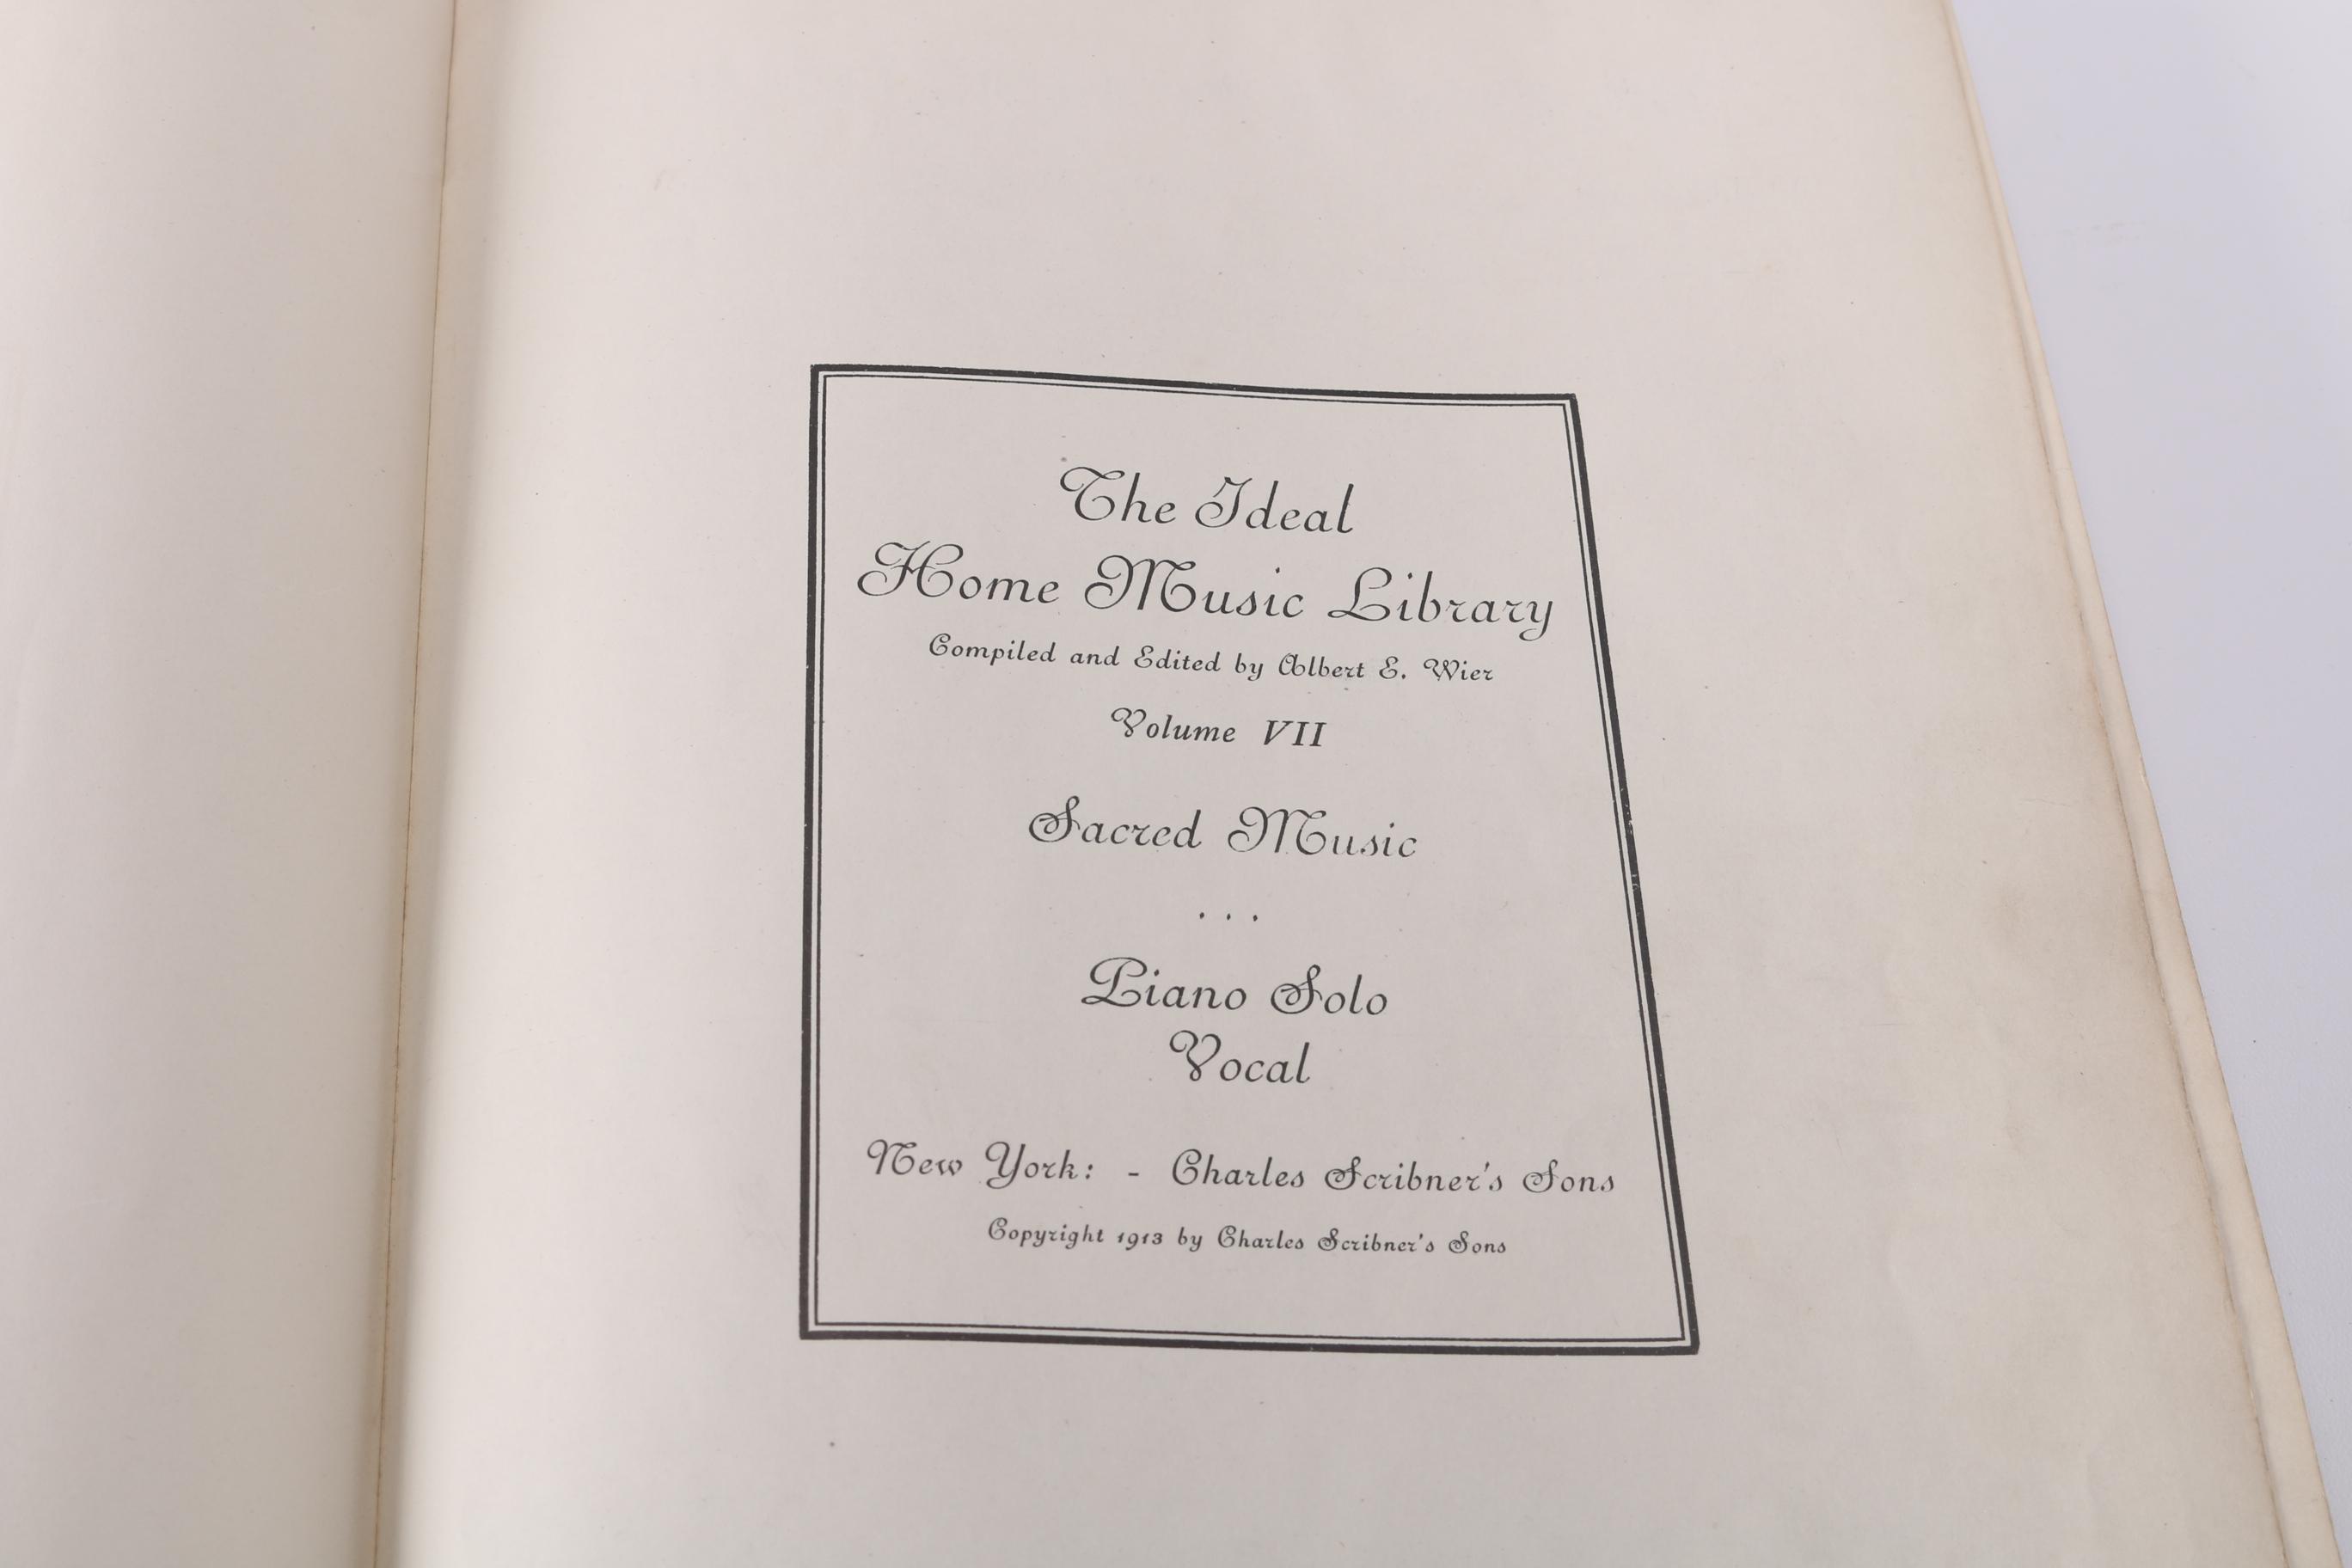 The Ideal
Home Music Library
Compiled and Edited by Albert E. Wier
Volume VII
Sacred Music
. . .
Piano Solo
Vocal
New York: - Charles Scribner's Sons
Copyright 1913 by Charles Scribner's Sons